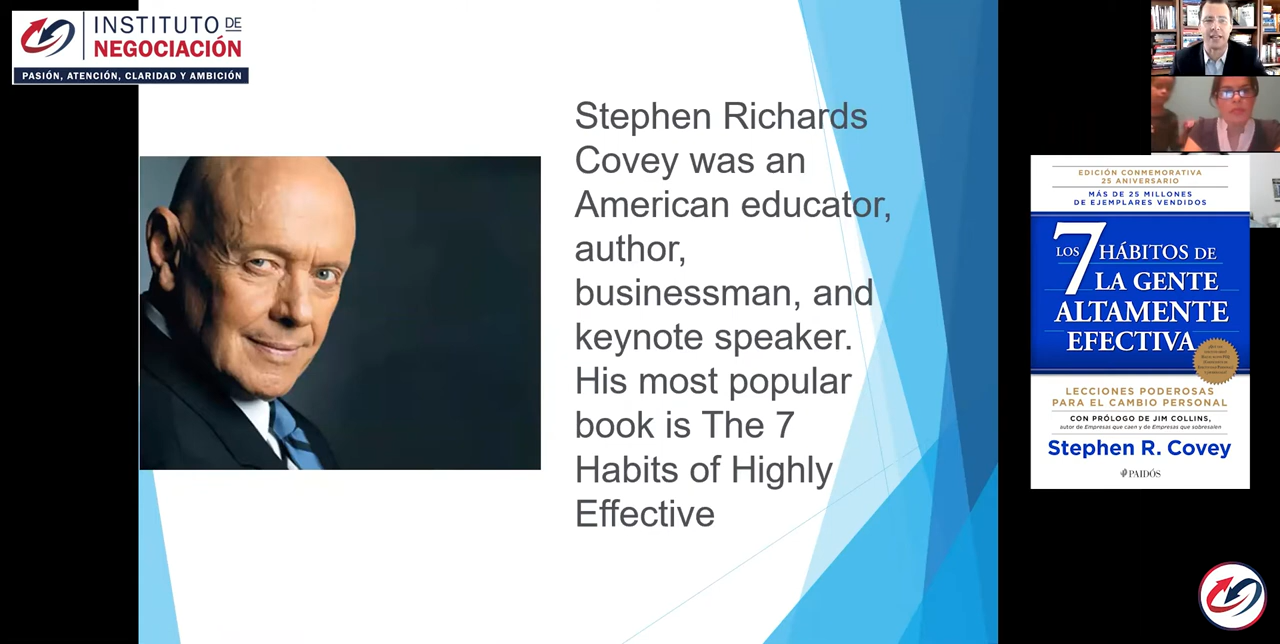 INSTITUTO DE
NEGOCIACIÓN
PASIÓN, ATENCIÓN, CLARIDAD Y AMBICIÓN
Stephen Richards
Covey was an
American educator,
author,
businessman, and
keynote speaker.
His most popular
book is The 7
Habits of Highly
Effective
EDICIÓN CONMEMORATIVA
25 ANIVERSARIO
MÁS DE 25 MILLONES
DE EJEMPLARES VENDIDOS
LOS 7 HÁBITOS DE
LA GENTE
ALTAMENTE
EFECTIVA
LECCIONES PODEROSAS
PARA EL CAMBIO PERSONAL
CON PRÓLOGO DE JIM COLLINS,
autor de Empresas que caen y de Empresas que sobresalen
Stephen R. Covey
PAIDÓS